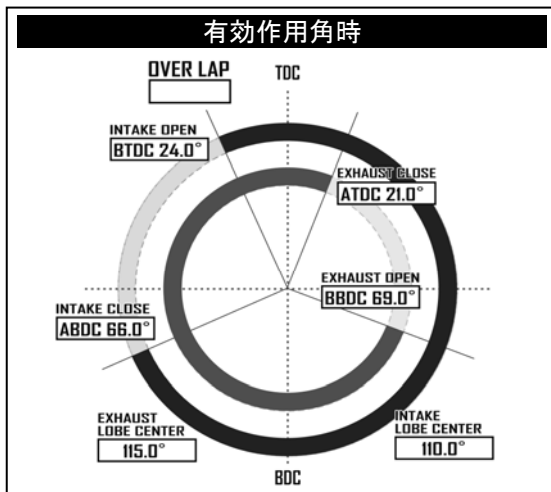 有効作用角時
OVER LAP
TDC
INTAKE OPEN
BTDC 24.0°
EXHAUST CLOSE
ATDC 21.0°
EXHAUST OPEN
BBDC 69.0°
INTAKE CLOSE
ABDC 66.0°
EXHAUST
LOBE CENTER
115.0°
INTAKE
LOBE CENTER
110.0°
BDC